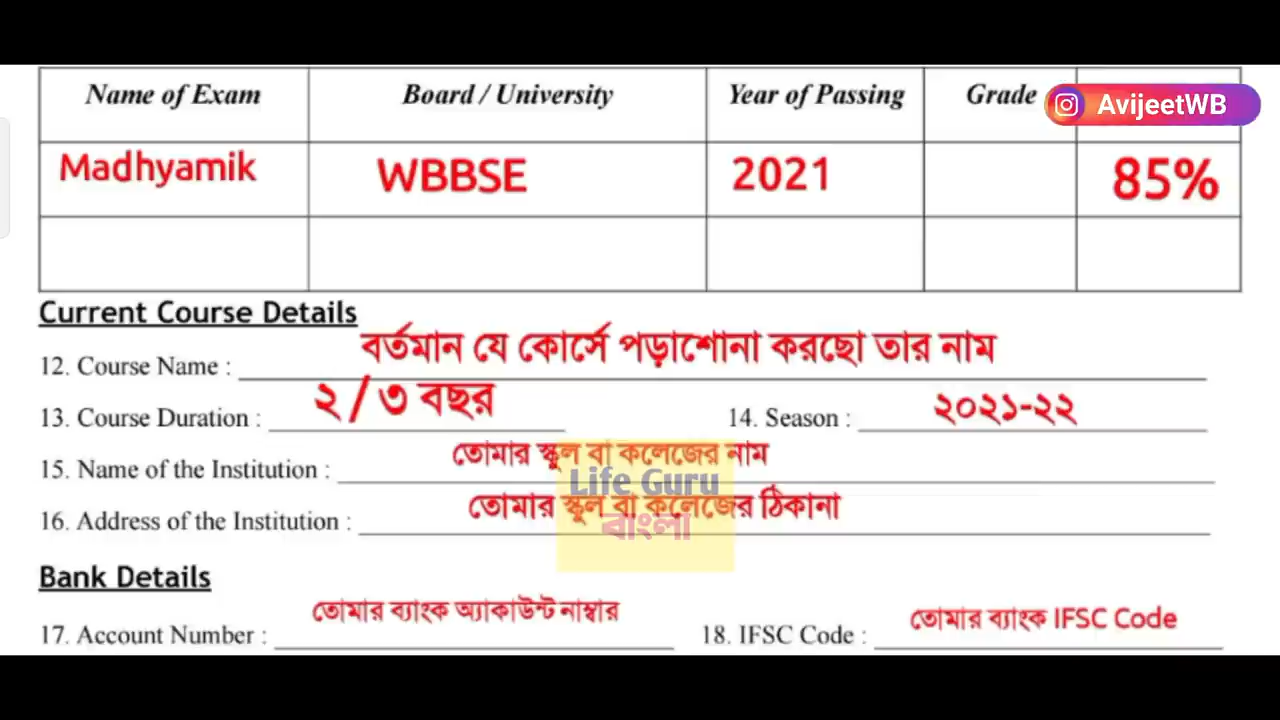 Name of Exam Board / University Year of Passing Grade AvijeetWB
Madhyamik WBBSE 2021 85%
Current Course Details
12. Course Name : বর্তমান যে কোর্সে পড়াশোনা করছো তার নাম
13. Course Duration : ২ / ৩ বছর 14. Season : ২০২১-২২
15. Name of the Institution : তোমার স্কুল বা কলেজের নাম
Life Guru
16. Address of the Institution : তোমার স্কুল বা কলেজের ঠিকানা
বাংলা
Bank Details
17. Account Number : তোমার ব্যাংক অ্যাকাউন্ট নাম্বার 18. IFSC Code : তোমার ব্যাংক IFSC Code